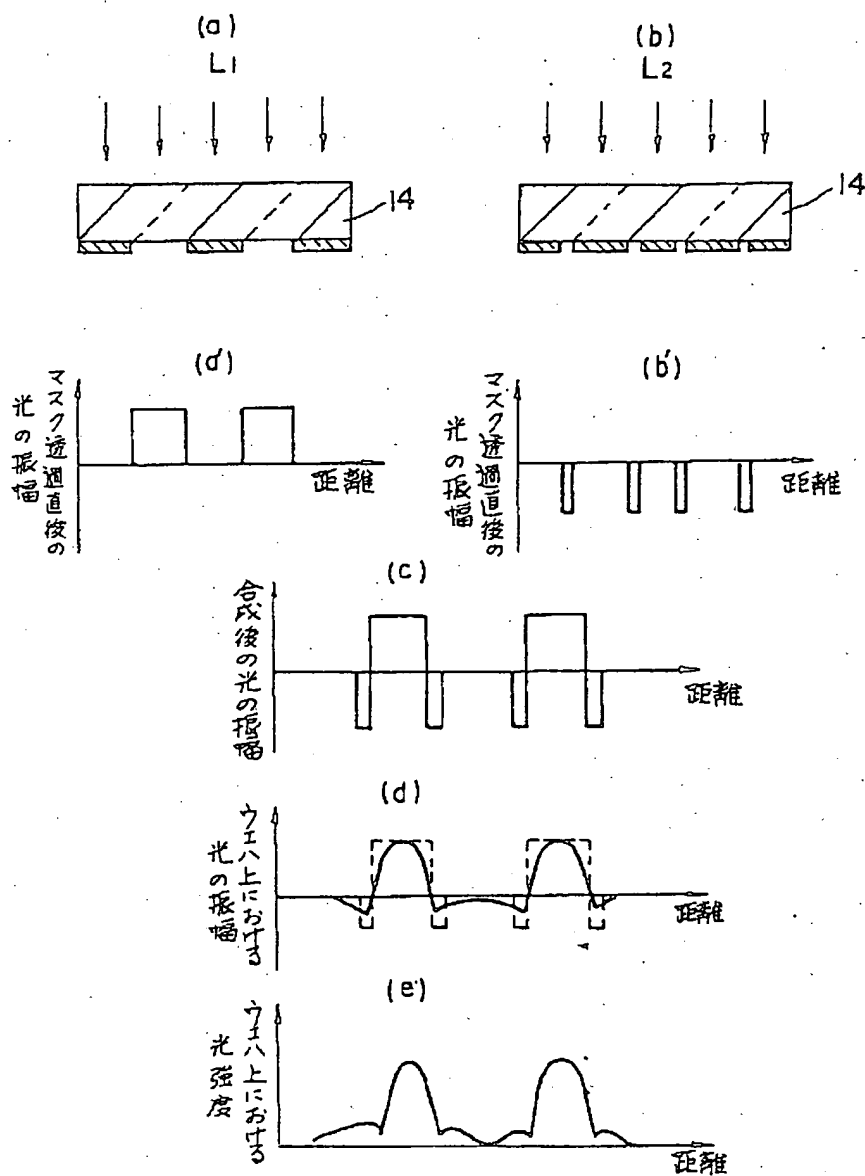 (a)
L1
14
(b)
L2
14
(a')
マスク透過直後の
光の振幅
距離
(b')
マスク透過直後の
光の振幅
距離
(c)
合成後の光の振幅
距離
(d)
ウエハ上における
光の振幅
距離
(e)
ウエハ上における
光強度
距離